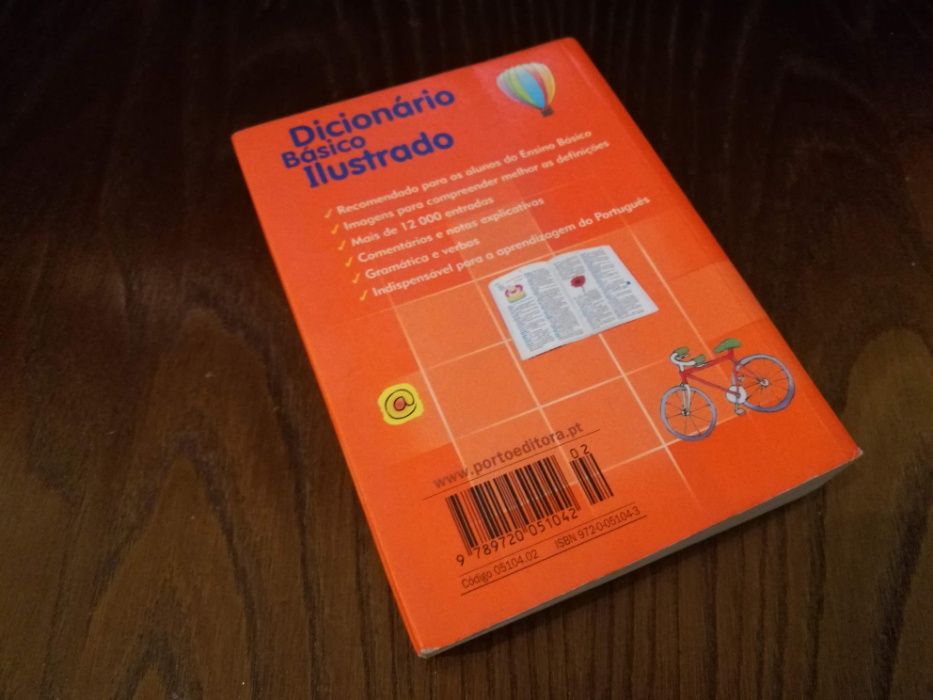 Dicionário
Básico
Ilustrado
✓ Recomendado para os alunos do Ensino Básico
✓ Imagens para compreender melhor as definições
✓ Mais de 12 000 entradas
✓ Comentários e notas explicativas
✓ Gramática e verbos
✓ Indispensável para a aprendizagem do Português
@
www.portoeditora.pt
02
9 789720 051042
Código 05104.02 ISBN 972-0-05104-3